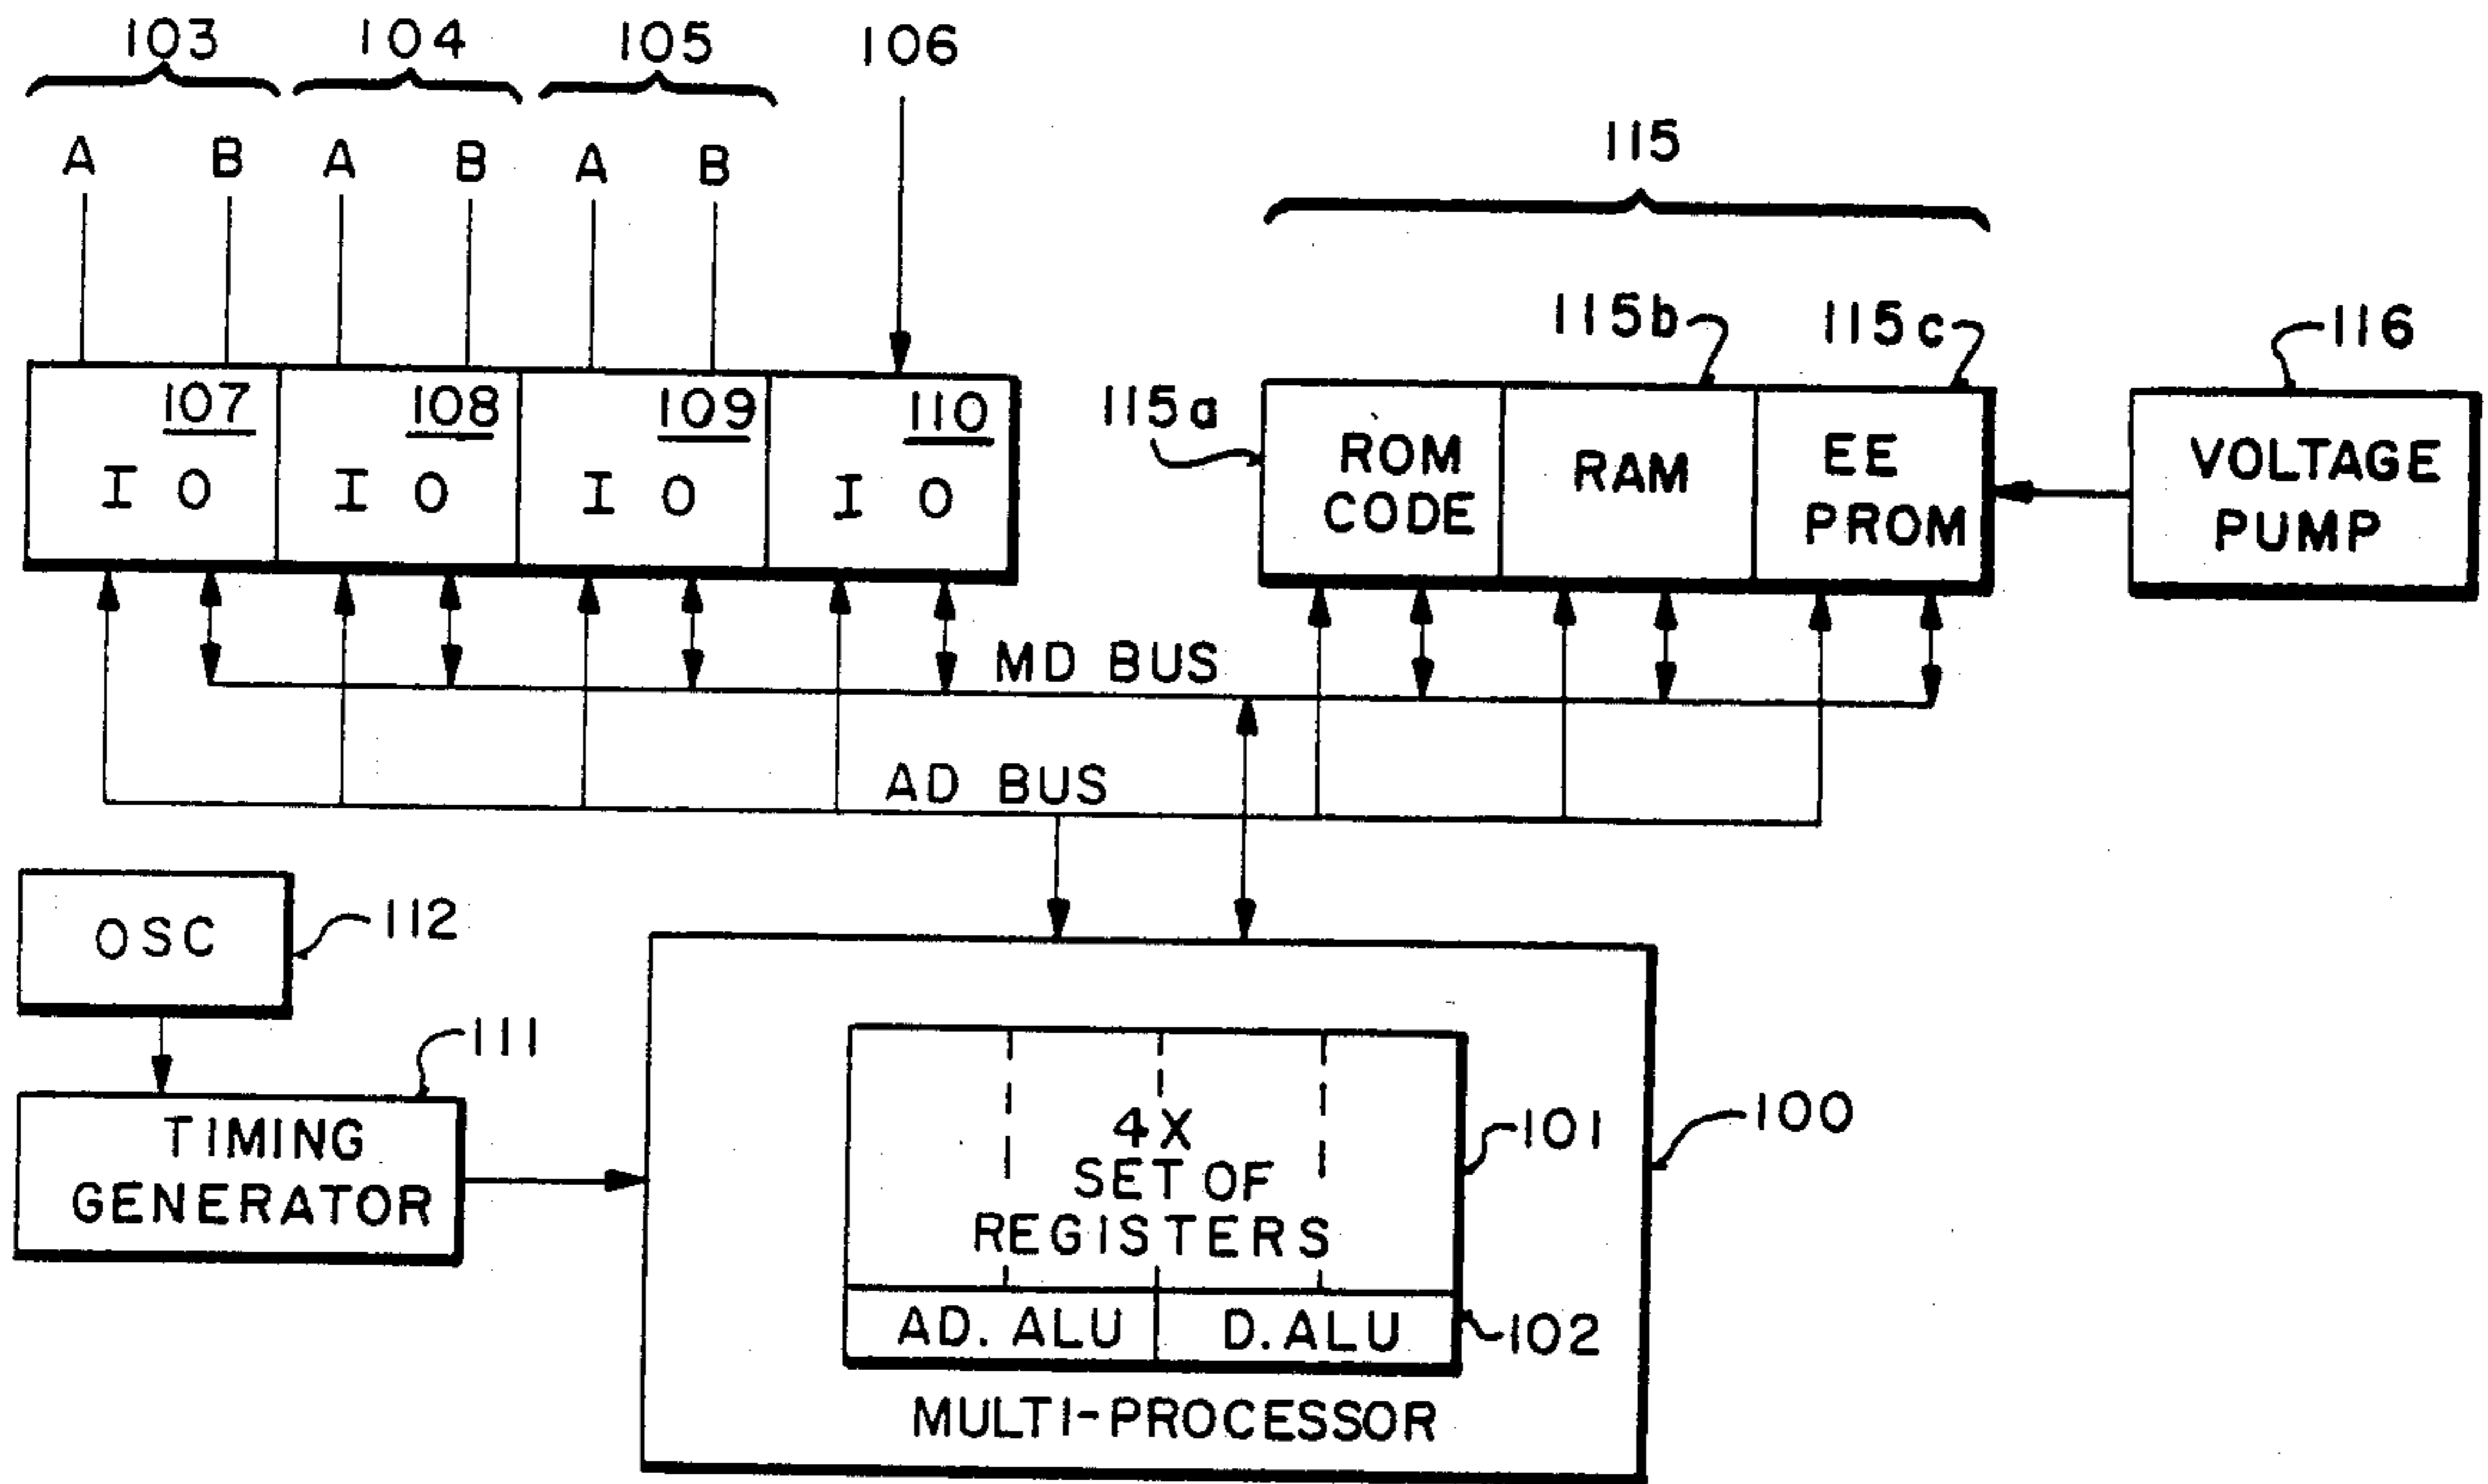 103 104 105 106
A B A B A B
115
115b 115c 116
107 108 109 110
I O I O I O I O
115a
ROM CODE
RAM
EE PROM
VOLTAGE PUMP
MD BUS
AD BUS
OSC
112
111
TIMING
GENERATOR
4X
SET OF
REGISTERS
101
100
AD. ALU D. ALU
102
MULTI-PROCESSOR